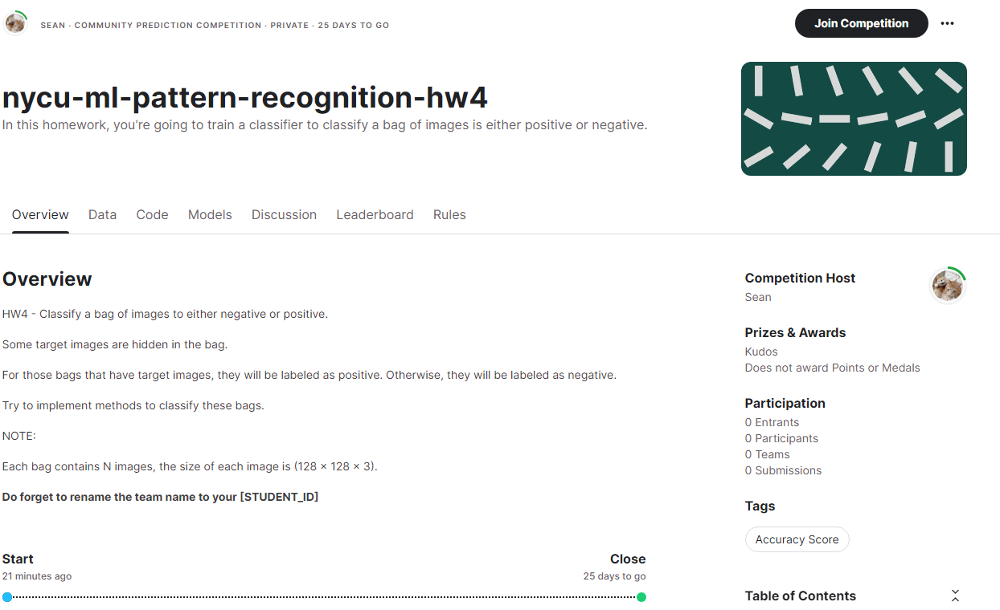 SEAN · COMMUNITY PREDICTION COMPETITION · PRIVATE · 25 DAYS TO GO
Join Competition
nycu-ml-pattern-recognition-hw4
In this homework, you're going to train a classifier to classify a bag of images is either positive or negative.
Overview Data Code Models Discussion Leaderboard Rules
Overview
HW4 - Classify a bag of images to either negative or positive.
Some target images are hidden in the bag.
For those bags that have target images, they will be labeled as positive. Otherwise, they will be labeled as negative.
Try to implement methods to classify these bags.
NOTE:
Each bag contains N images, the size of each image is (128 × 128 × 3).
Do forget to rename the team name to your [STUDENT_ID]
Start
21 minutes ago
Close
25 days to go
Competition Host
Sean
Prizes & Awards
Kudos
Does not award Points or Medals
Participation
0 Entrants
0 Participants
0 Teams
0 Submissions
Tags
Accuracy Score
Table of Contents